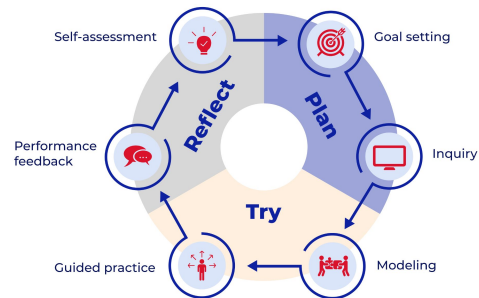 Self-assessment
Goal setting
Reflect
Plan
Performance
feedback
Inquiry
Try
Guided practice
Modeling